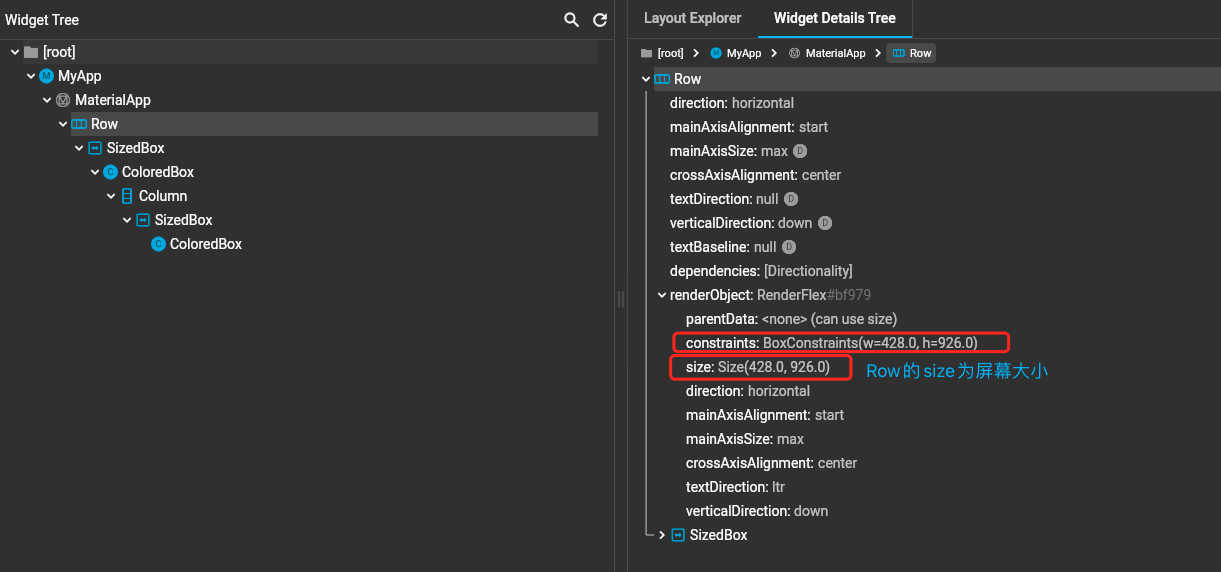 Widget Tree
[root]
MyApp
MaterialApp
Row
SizedBox
ColoredBox
Column
SizedBox
ColoredBox
Layout Explorer Widget Details Tree
[root] MyApp MaterialApp Row
Row
direction: horizontal
mainAxisAlignment: start
mainAxisSize: max D
crossAxisAlignment: center
textDirection: null D
verticalDirection: down D
textBaseline: null D
dependencies: [Directionality]
renderObject: RenderFlex#bf979
parentData: <none> (can use size)
constraints: BoxConstraints(w=428.0, h=926.0)
size: Size(428.0, 926.0) Row的size为屏幕大小
direction: horizontal
mainAxisAlignment: start
mainAxisSize: max
crossAxisAlignment: center
textDirection: ltr
verticalDirection: down
SizedBox